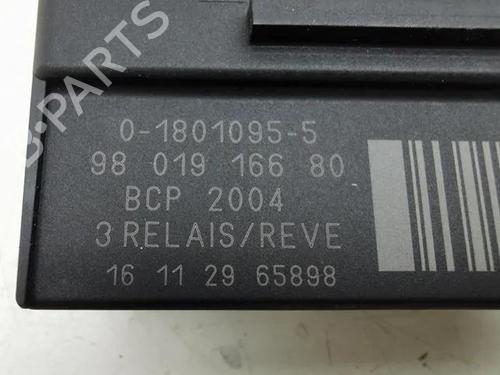 B-PARTS
0-1801095-5
98 019 166 80
BCP 2004
3 RELAIS/REVE
16 11 29 65898